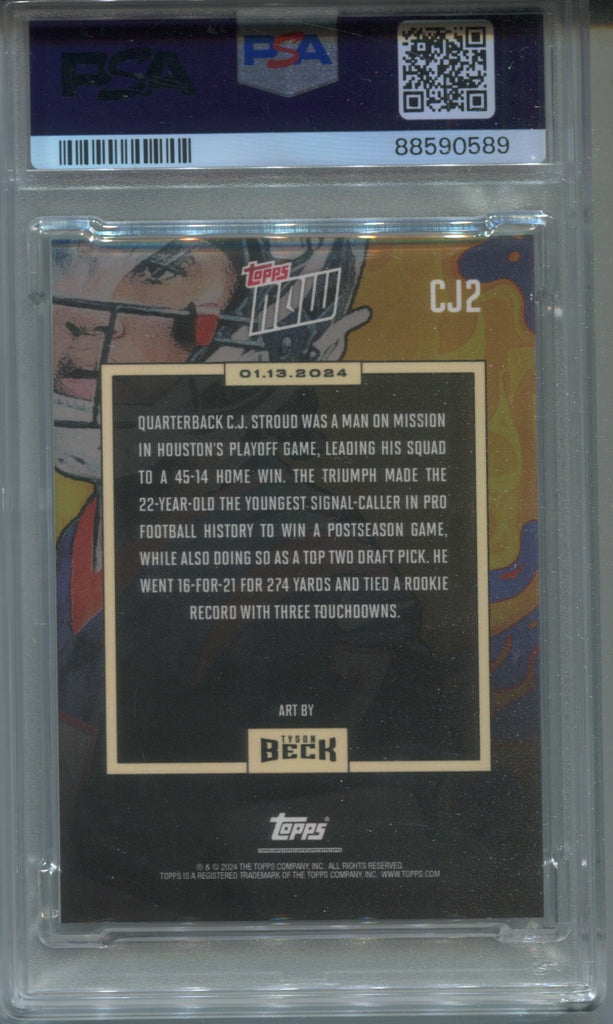 PSA
PSA
88590589
topps
NOW
CJ2
01.13.2024
QUARTERBACK C.J. STROUD WAS A MAN ON MISSION
IN HOUSTON'S PLAYOFF GAME, LEADING HIS SQUAD
TO A 45-14 HOME WIN. THE TRIUMPH MADE THE
22-YEAR-OLD THE YOUNGEST SIGNAL-CALLER IN PRO
FOOTBALL HISTORY TO WIN A POSTSEASON GAME,
WHILE ALSO DOING SO AS A TOP TWO DRAFT PICK. HE
WENT 16-FOR-21 FOR 274 YARDS AND TIED A ROOKIE
RECORD WITH THREE TOUCHDOWNS.
ART BY
TYSON
BECK
topps®
® & © 2024 THE TOPPS COMPANY, INC. ALL RIGHTS RESERVED.
TOPPS IS A REGISTERED TRADEMARK OF THE TOPPS COMPANY, INC. WWW.TOPPS.COM